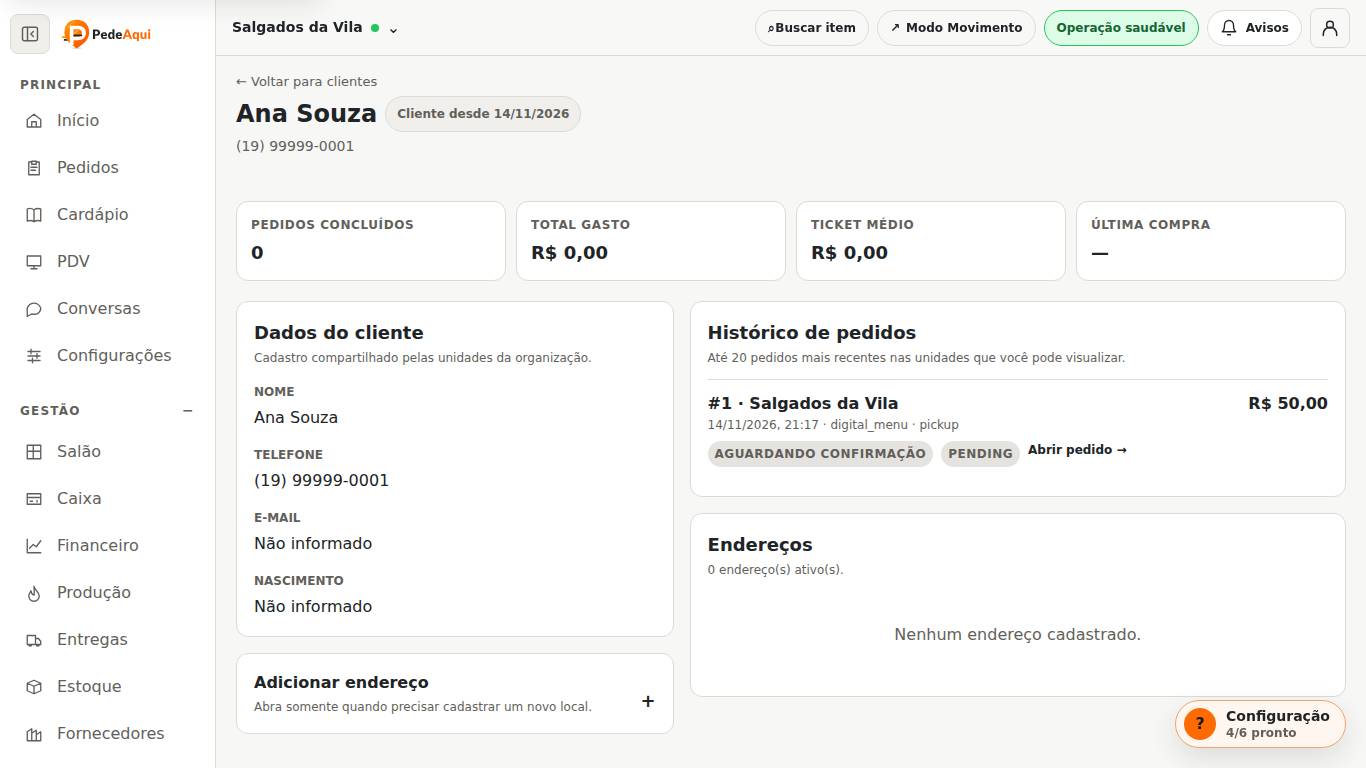 PedeAqui
PRINCIPAL
Início
Pedidos
Cardápio
PDV
Conversas
Configurações
GESTÃO −
Salão
Caixa
Financeiro
Produção
Entregas
Estoque
Fornecedores
Salgados da Vila
Buscar item
↗ Modo Movimento
Operação saudável
Avisos
← Voltar para clientes
Ana Souza Cliente desde 14/11/2026
(19) 99999-0001
PEDIDOS CONCLUÍDOS
0
TOTAL GASTO
R$ 0,00
TICKET MÉDIO
R$ 0,00
ÚLTIMA COMPRA
—
Dados do cliente
Cadastro compartilhado pelas unidades da organização.
NOME
Ana Souza
TELEFONE
(19) 99999-0001
E-MAIL
Não informado
NASCIMENTO
Não informado
Adicionar endereço
Abra somente quando precisar cadastrar um novo local.
+
Histórico de pedidos
Até 20 pedidos mais recentes nas unidades que você pode visualizar.
#1 · Salgados da Vila R$ 50,00
14/11/2026, 21:17 · digital_menu · pickup
AGUARDANDO CONFIRMAÇÃO PENDING Abrir pedido →
Endereços
0 endereço(s) ativo(s).
Nenhum endereço cadastrado.
?
Configuração
4/6 pronto